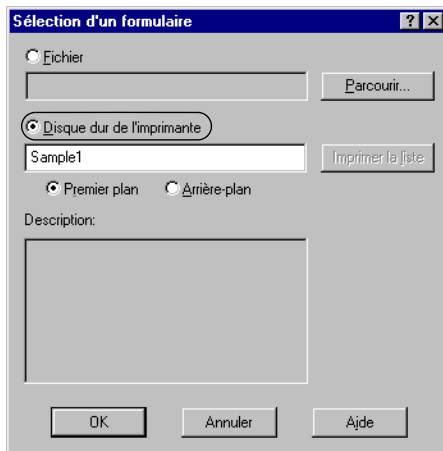 Sélection d'un formulaire
Fichier
Parcourir...
Disque dur de l'imprimante
Sample1
Imprimer la liste
Premier plan Arrière-plan
Description:
OK Annuler Aide